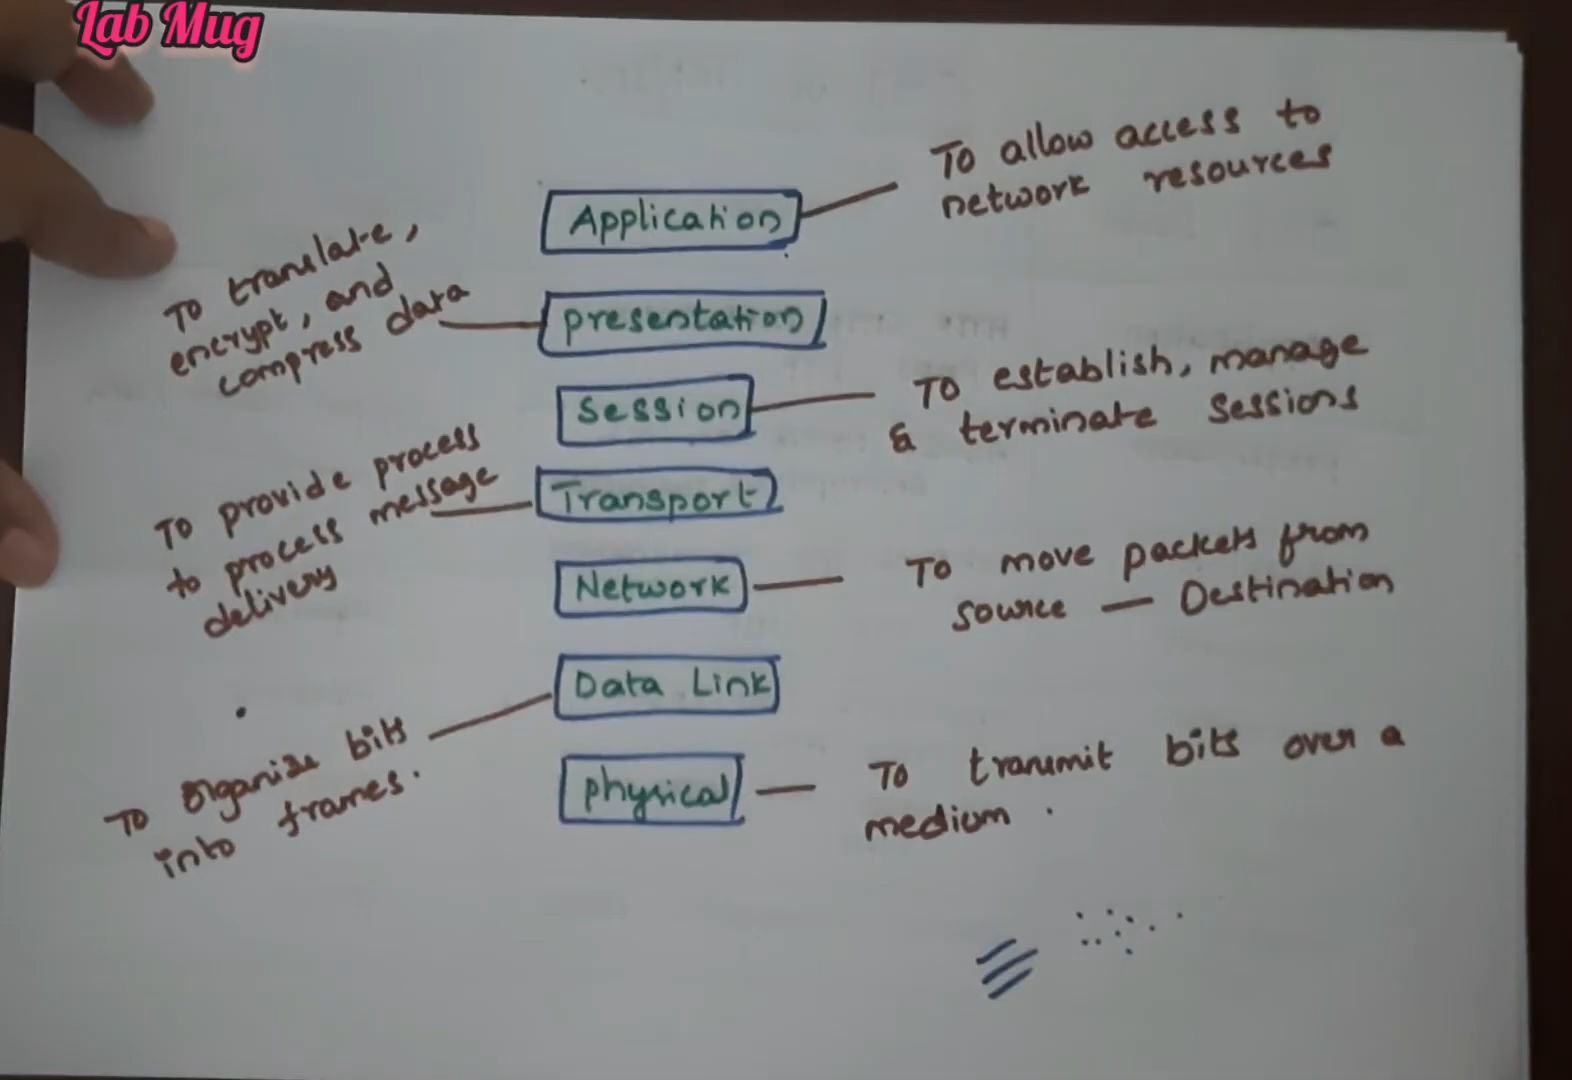 Lab Mug
To allow access to
network resources
Application
To translate,
encrypt, and
compress data
presentation
Session
To establish, manage
& terminate sessions
To provide process
to process message
delivery
Transport
Network
To move packets from
source — Destination
Data Link
To organise bits
into frames.
physical
To transmit bits over a
medium.